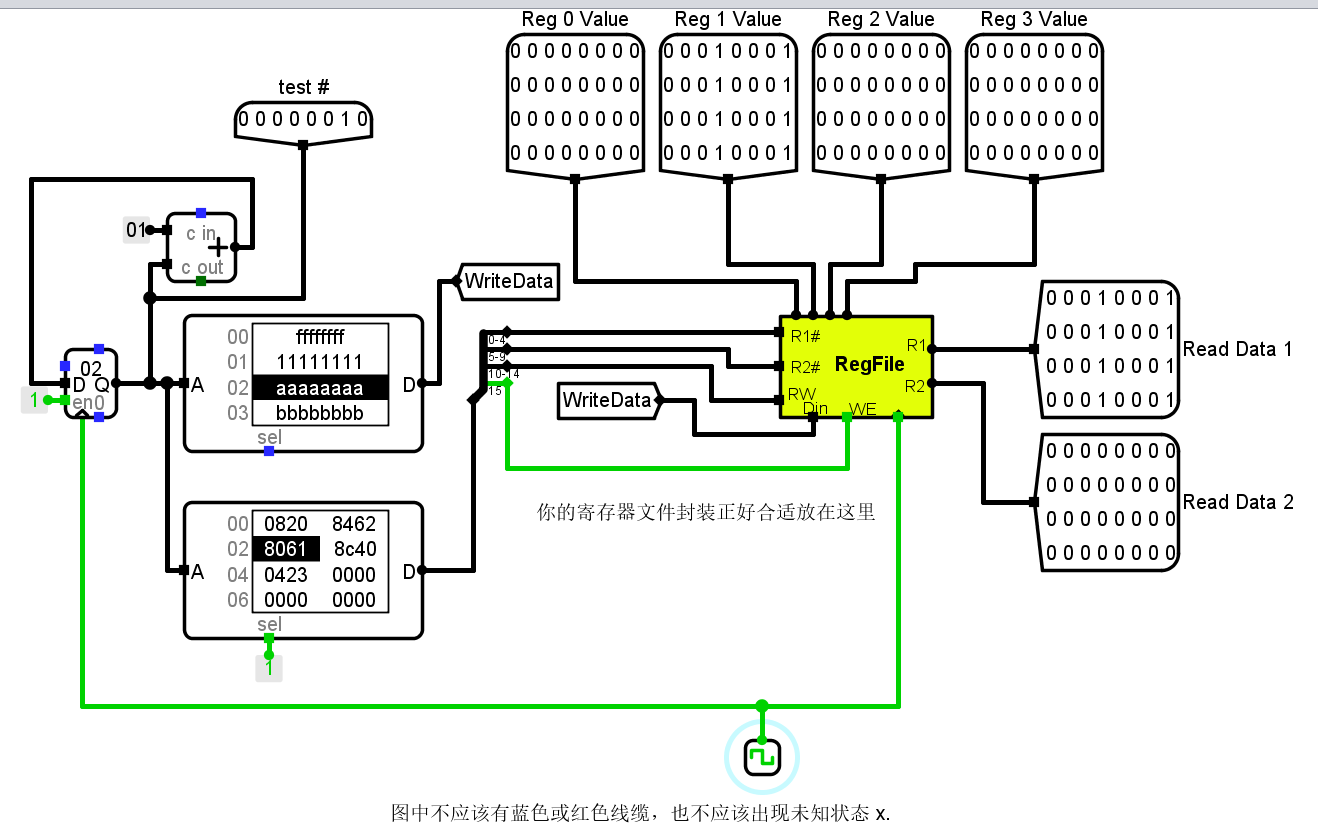 Reg 0 Value Reg 1 Value Reg 2 Value Reg 3 Value
0 0 0 0 0 0 0 0 0 0 0 1 0 0 0 1 0 0 0 0 0 0 0 0 0 0 0 0 0 0 0 0
0 0 0 0 0 0 0 0 0 0 0 1 0 0 0 1 0 0 0 0 0 0 0 0 0 0 0 0 0 0 0 0
0 0 0 0 0 0 0 0 0 0 0 1 0 0 0 1 0 0 0 0 0 0 0 0 0 0 0 0 0 0 0 0
0 0 0 0 0 0 0 0 0 0 0 1 0 0 0 1 0 0 0 0 0 0 0 0 0 0 0 0 0 0 0 0
test #
0 0 0 0 0 0 1 0
01
c in
+
c out
02
D Q
en0
1
WriteData
A
00 ffffffff
01 11111111
02 aaaaaaaa
03 bbbbbbbb
D
sel
A
00 0820 8462
02 8061 8c40
04 0423 0000
06 0000 0000
D
sel
1
0-4
5-9
10-14
15
WriteData
R1#
R2#
RW
Din
WE
RegFile
R1
R2
0 0 0 1 0 0 0 1
0 0 0 1 0 0 0 1
0 0 0 1 0 0 0 1
0 0 0 1 0 0 0 1
Read Data 1
0 0 0 0 0 0 0 0
0 0 0 0 0 0 0 0
0 0 0 0 0 0 0 0
0 0 0 0 0 0 0 0
Read Data 2
你的寄存器文件封装正好合适放在这里
图中不应该有蓝色或红色线缆，也不应该出现未知状态 x.